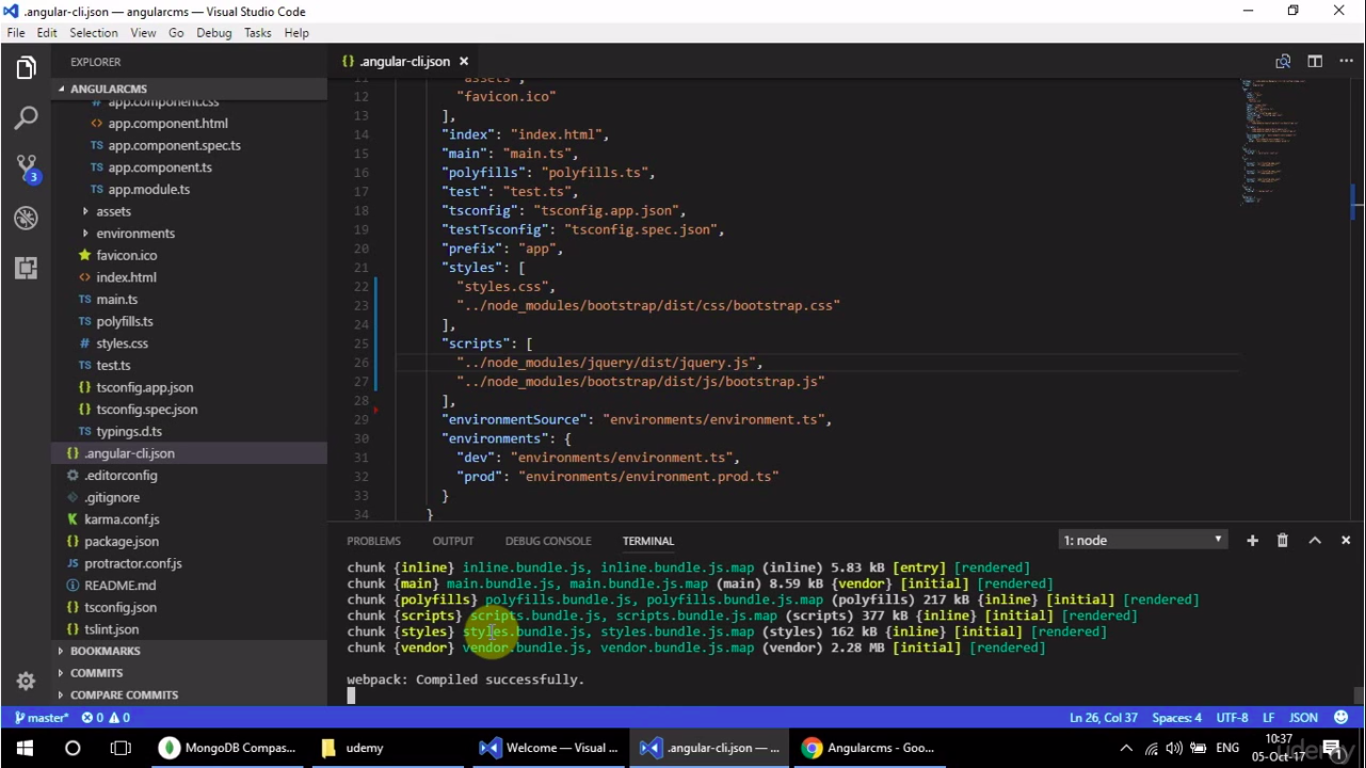 .angular-cli.json — angularcms — Visual Studio Code
File Edit Selection View Go Debug Tasks Help
EXPLORER
ANGULARCMS
app.component.css
app.component.html
app.component.spec.ts
app.component.ts
app.module.ts
assets
environments
favicon.ico
index.html
main.ts
polyfills.ts
styles.css
test.ts
tsconfig.app.json
tsconfig.spec.json
typings.d.ts
.angular-cli.json
.editorconfig
.gitignore
karma.conf.js
package.json
protractor.conf.js
README.md
tsconfig.json
tslint.json
BOOKMARKS
COMMITS
COMPARE COMMITS
3
{} .angular-cli.json ×
11 "assets",
12 "favicon.ico"
13 ],
14 "index": "index.html",
15 "main": "main.ts",
16 "polyfills": "polyfills.ts",
17 "test": "test.ts",
18 "tsconfig": "tsconfig.app.json",
19 "testTsconfig": "tsconfig.spec.json",
20 "prefix": "app",
21 "styles": [
22 "styles.css",
23 "../node_modules/bootstrap/dist/css/bootstrap.css"
24 ],
25 "scripts": [
26 "../node_modules/jquery/dist/jquery.js",
27 "../node_modules/bootstrap/dist/js/bootstrap.js"
28 ],
29 "environmentSource": "environments/environment.ts",
30 "environments": {
31 "dev": "environments/environment.ts",
32 "prod": "environments/environment.prod.ts"
33 }
34 }
PROBLEMS OUTPUT DEBUG CONSOLE TERMINAL 1: node
chunk {inline} inline.bundle.js, inline.bundle.js.map (inline) 5.83 kB [entry] [rendered]
chunk {main} main.bundle.js, main.bundle.js.map (main) 8.59 kB {vendor} [initial] [rendered]
chunk {polyfills} polyfills.bundle.js, polyfills.bundle.js.map (polyfills) 217 kB {inline} [initial] [rendered]
chunk {scripts} scripts.bundle.js, scripts.bundle.js.map (scripts) 377 kB {inline} [initial] [rendered]
chunk {styles} styles.bundle.js, styles.bundle.js.map (styles) 162 kB {inline} [initial] [rendered]
chunk {vendor} vendor.bundle.js, vendor.bundle.js.map (vendor) 2.28 MB [initial] [rendered]
webpack: Compiled successfully.
master* 0 0 Ln 26, Col 37 Spaces: 4 UTF-8 LF JSON
MongoDB Compas... udemy Welcome — Visual ... .angular-cli.json — ... Angularcms - Goo... ENG 10:37
05-Oct-17
udemy
1